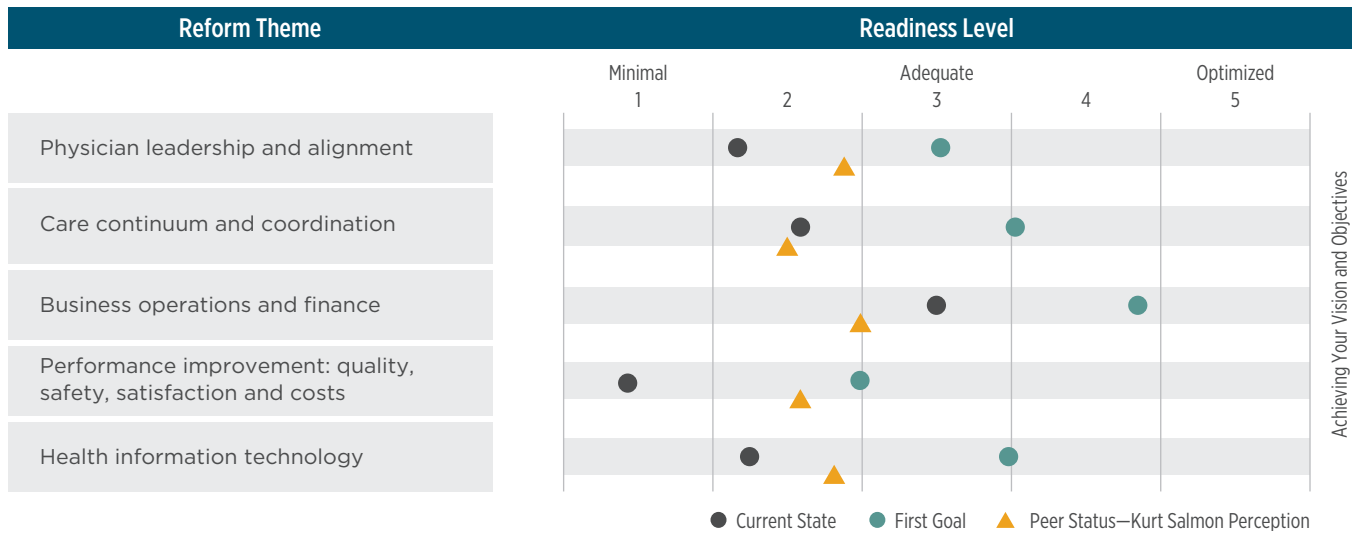 Reform Theme
Readiness Level
Minimal
Adequate
Optimized
1
2
3
4
5
Physician leadership and alignment
Care continuum and coordination
Business operations and finance
Performance improvement: quality,
safety, satisfaction and costs
Health information technology
Achieving Your Vision and Objectives
Current State
First Goal
Peer Status—Kurt Salmon Perception